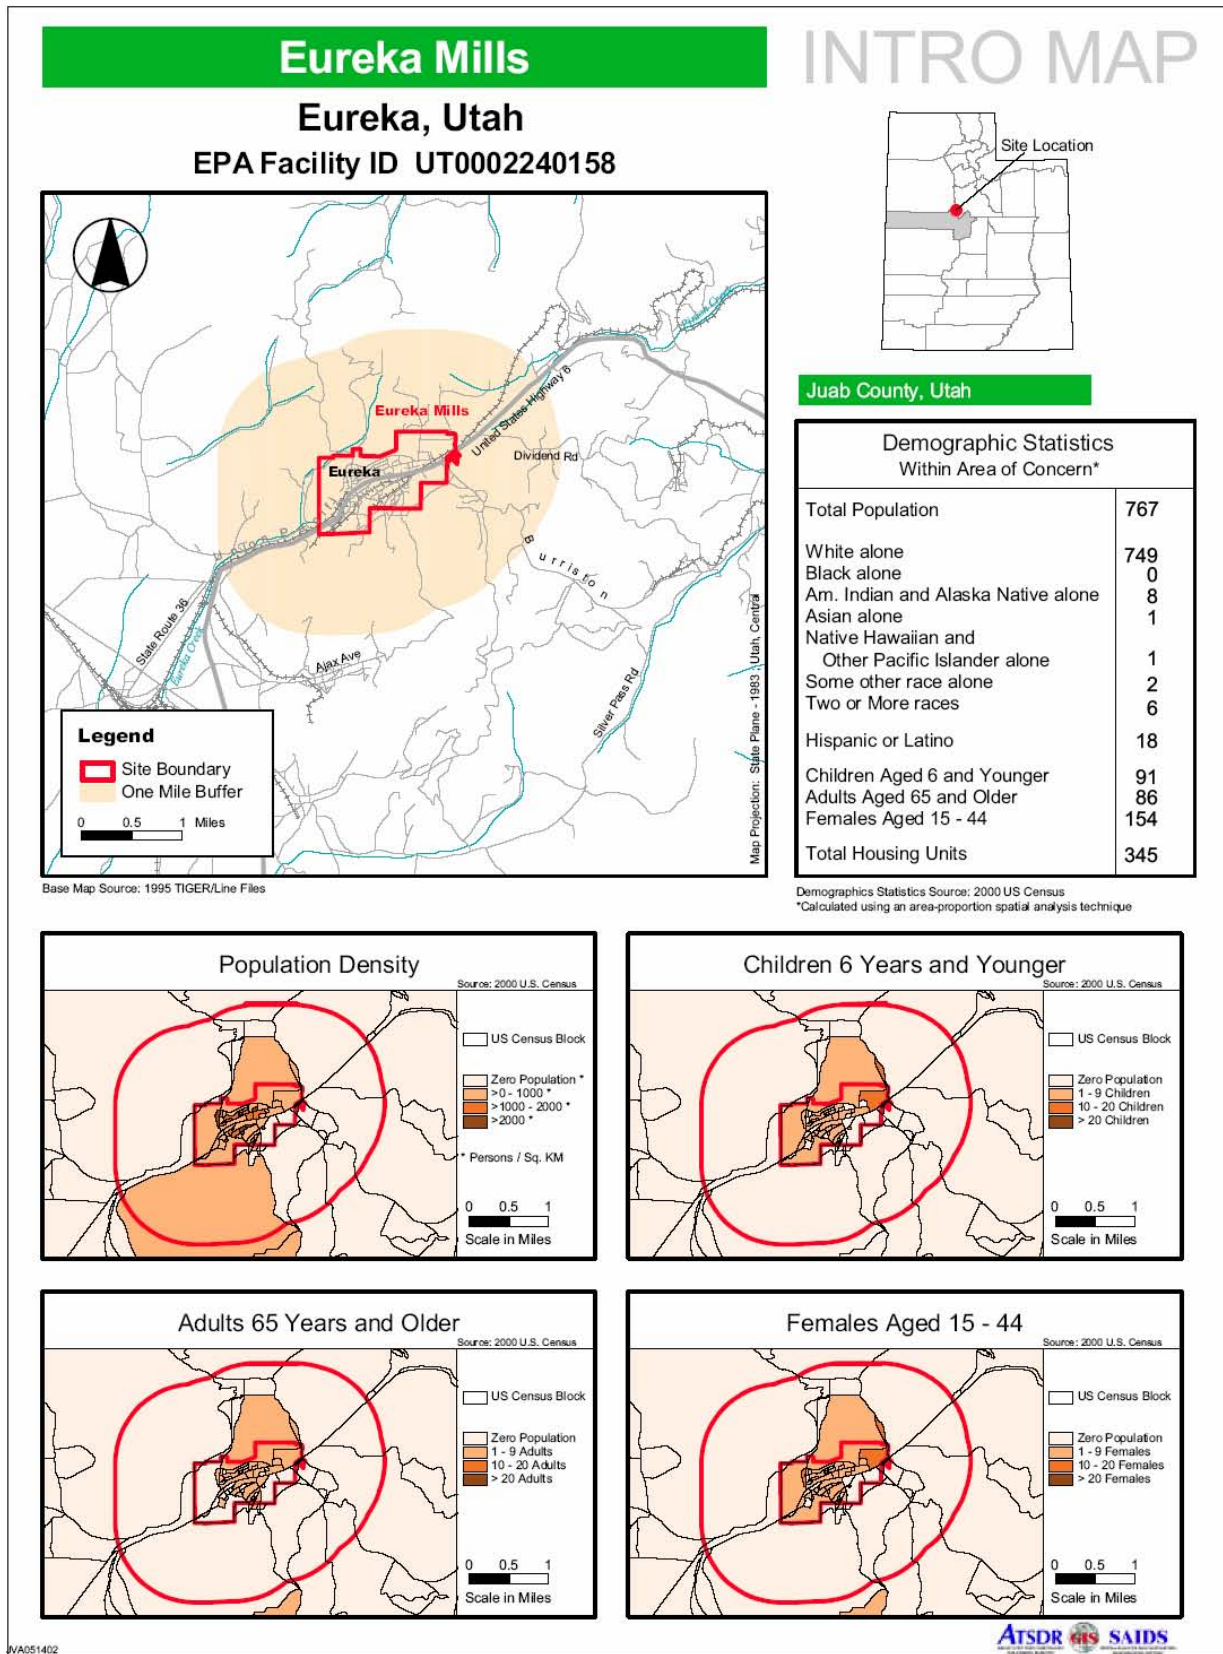 Eureka Mills
INTRO MAP
Eureka, Utah
EPA Facility ID UT0002240158
Site Location
Pinion Creek
United States Highway 6
Eureka Mills
Dividend Rd
Eureka
Union P
Burriston
State Route 36
Eureka Creek
Ajax Ave
Silver Pass Rd
Map Projection: State Plane - 1983 Utah, Central
Legend
Site Boundary
One Mile Buffer
0 0.5 1 Miles
Base Map Source: 1995 TIGER/Line Files
Juab County, Utah
Demographic Statistics
Within Area of Concern*
Total Population 767
White alone 749
Black alone 0
Am. Indian and Alaska Native alone 8
Asian alone 1
Native Hawaiian and
Other Pacific Islander alone 1
Some other race alone 2
Two or More races 6
Hispanic or Latino 18
Children Aged 6 and Younger 91
Adults Aged 65 and Older 86
Females Aged 15 - 44 154
Total Housing Units 345
Demographics Statistics Source: 2000 US Census
*Calculated using an area-proportion spatial analysis technique
Population Density
Source: 2000 U.S. Census
US Census Block
Zero Population *
>0 - 1000 *
>1000 - 2000 *
>2000 *
* Persons / Sq. KM
0 0.5 1
Scale in Miles
Children 6 Years and Younger
Source: 2000 U.S. Census
US Census Block
Zero Population
1 - 9 Children
10 - 20 Children
> 20 Children
0 0.5 1
Scale in Miles
Adults 65 Years and Older
Source: 2000 U.S. Census
US Census Block
Zero Population
1 - 9 Adults
10 - 20 Adults
> 20 Adults
0 0.5 1
Scale in Miles
Females Aged 15 - 44
Source: 2000 U.S. Census
US Census Block
Zero Population
1 - 9 Females
10 - 20 Females
> 20 Females
0 0.5 1
Scale in Miles
JVA051402
ATSDR GIS SAIDS